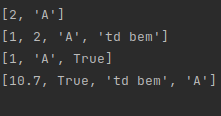 [2, 'A']
[1, 2, 'A', 'td bem']
[1, 'A', True]
[10.7, True, 'td bem', 'A']